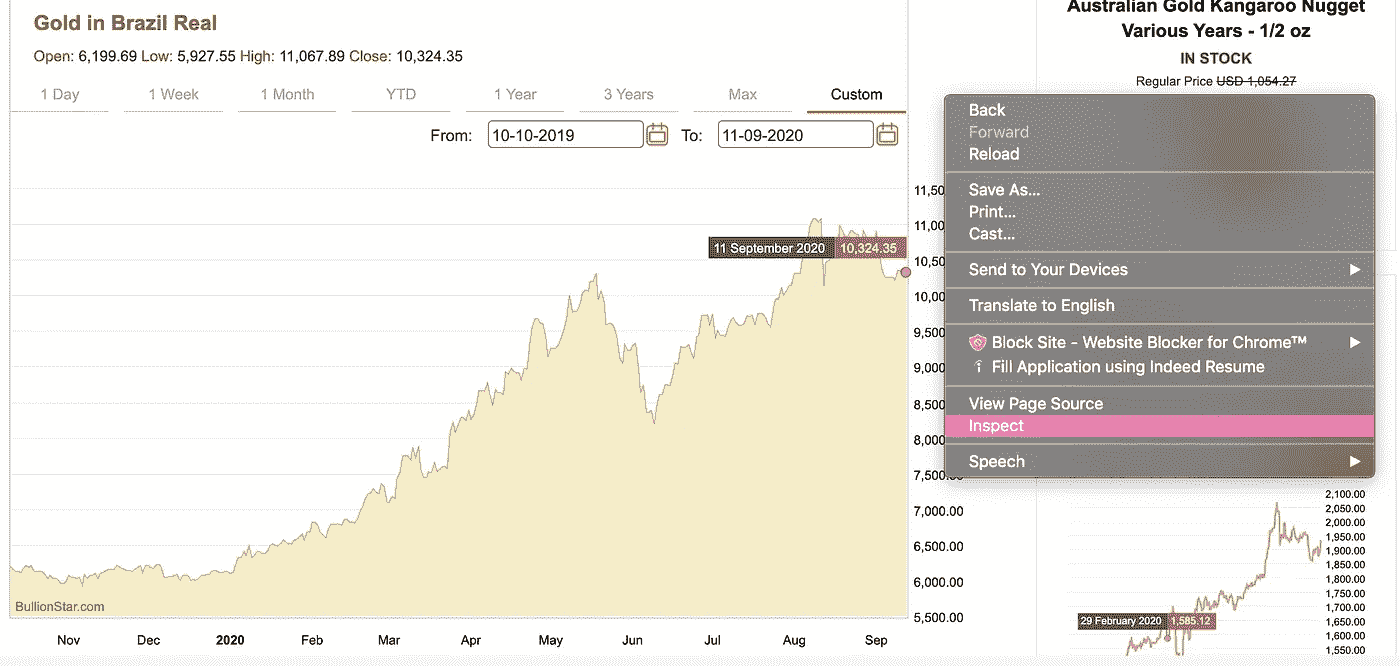 Gold in Brazil Real
Open: 6,199.69 Low: 5,927.55 High: 11,067.89 Close: 10,324.35
1 Day 1 Week 1 Month YTD 1 Year 3 Years Max Custom
From: 10-10-2019 To: 11-09-2020
11,50
11,00
11 September 2020 10,324.35
10,50
10,00
9,500
9,000
8,500
8,000
7,500.00
7,000.00
6,500.00
6,000.00
5,500.00
BullionStar.com
Nov Dec 2020 Feb Mar Apr May Jun Jul Aug Sep
Australian Gold Kangaroo Nugget
Various Years - 1/2 oz
IN STOCK
Regular Price USD 1,054.27
Back
Forward
Reload
Save As...
Print...
Cast...
Send to Your Devices
Translate to English
Block Site - Website Blocker for Chrome™
Fill Application using Indeed Resume
View Page Source
Inspect
Speech
2,100.00
2,050.00
2,000.00
1,950.00
1,900.00
1,850.00
1,800.00
1,750.00
1,700.00
1,650.00
29 February 2020 1,585.12
1,600.00
1,550.00